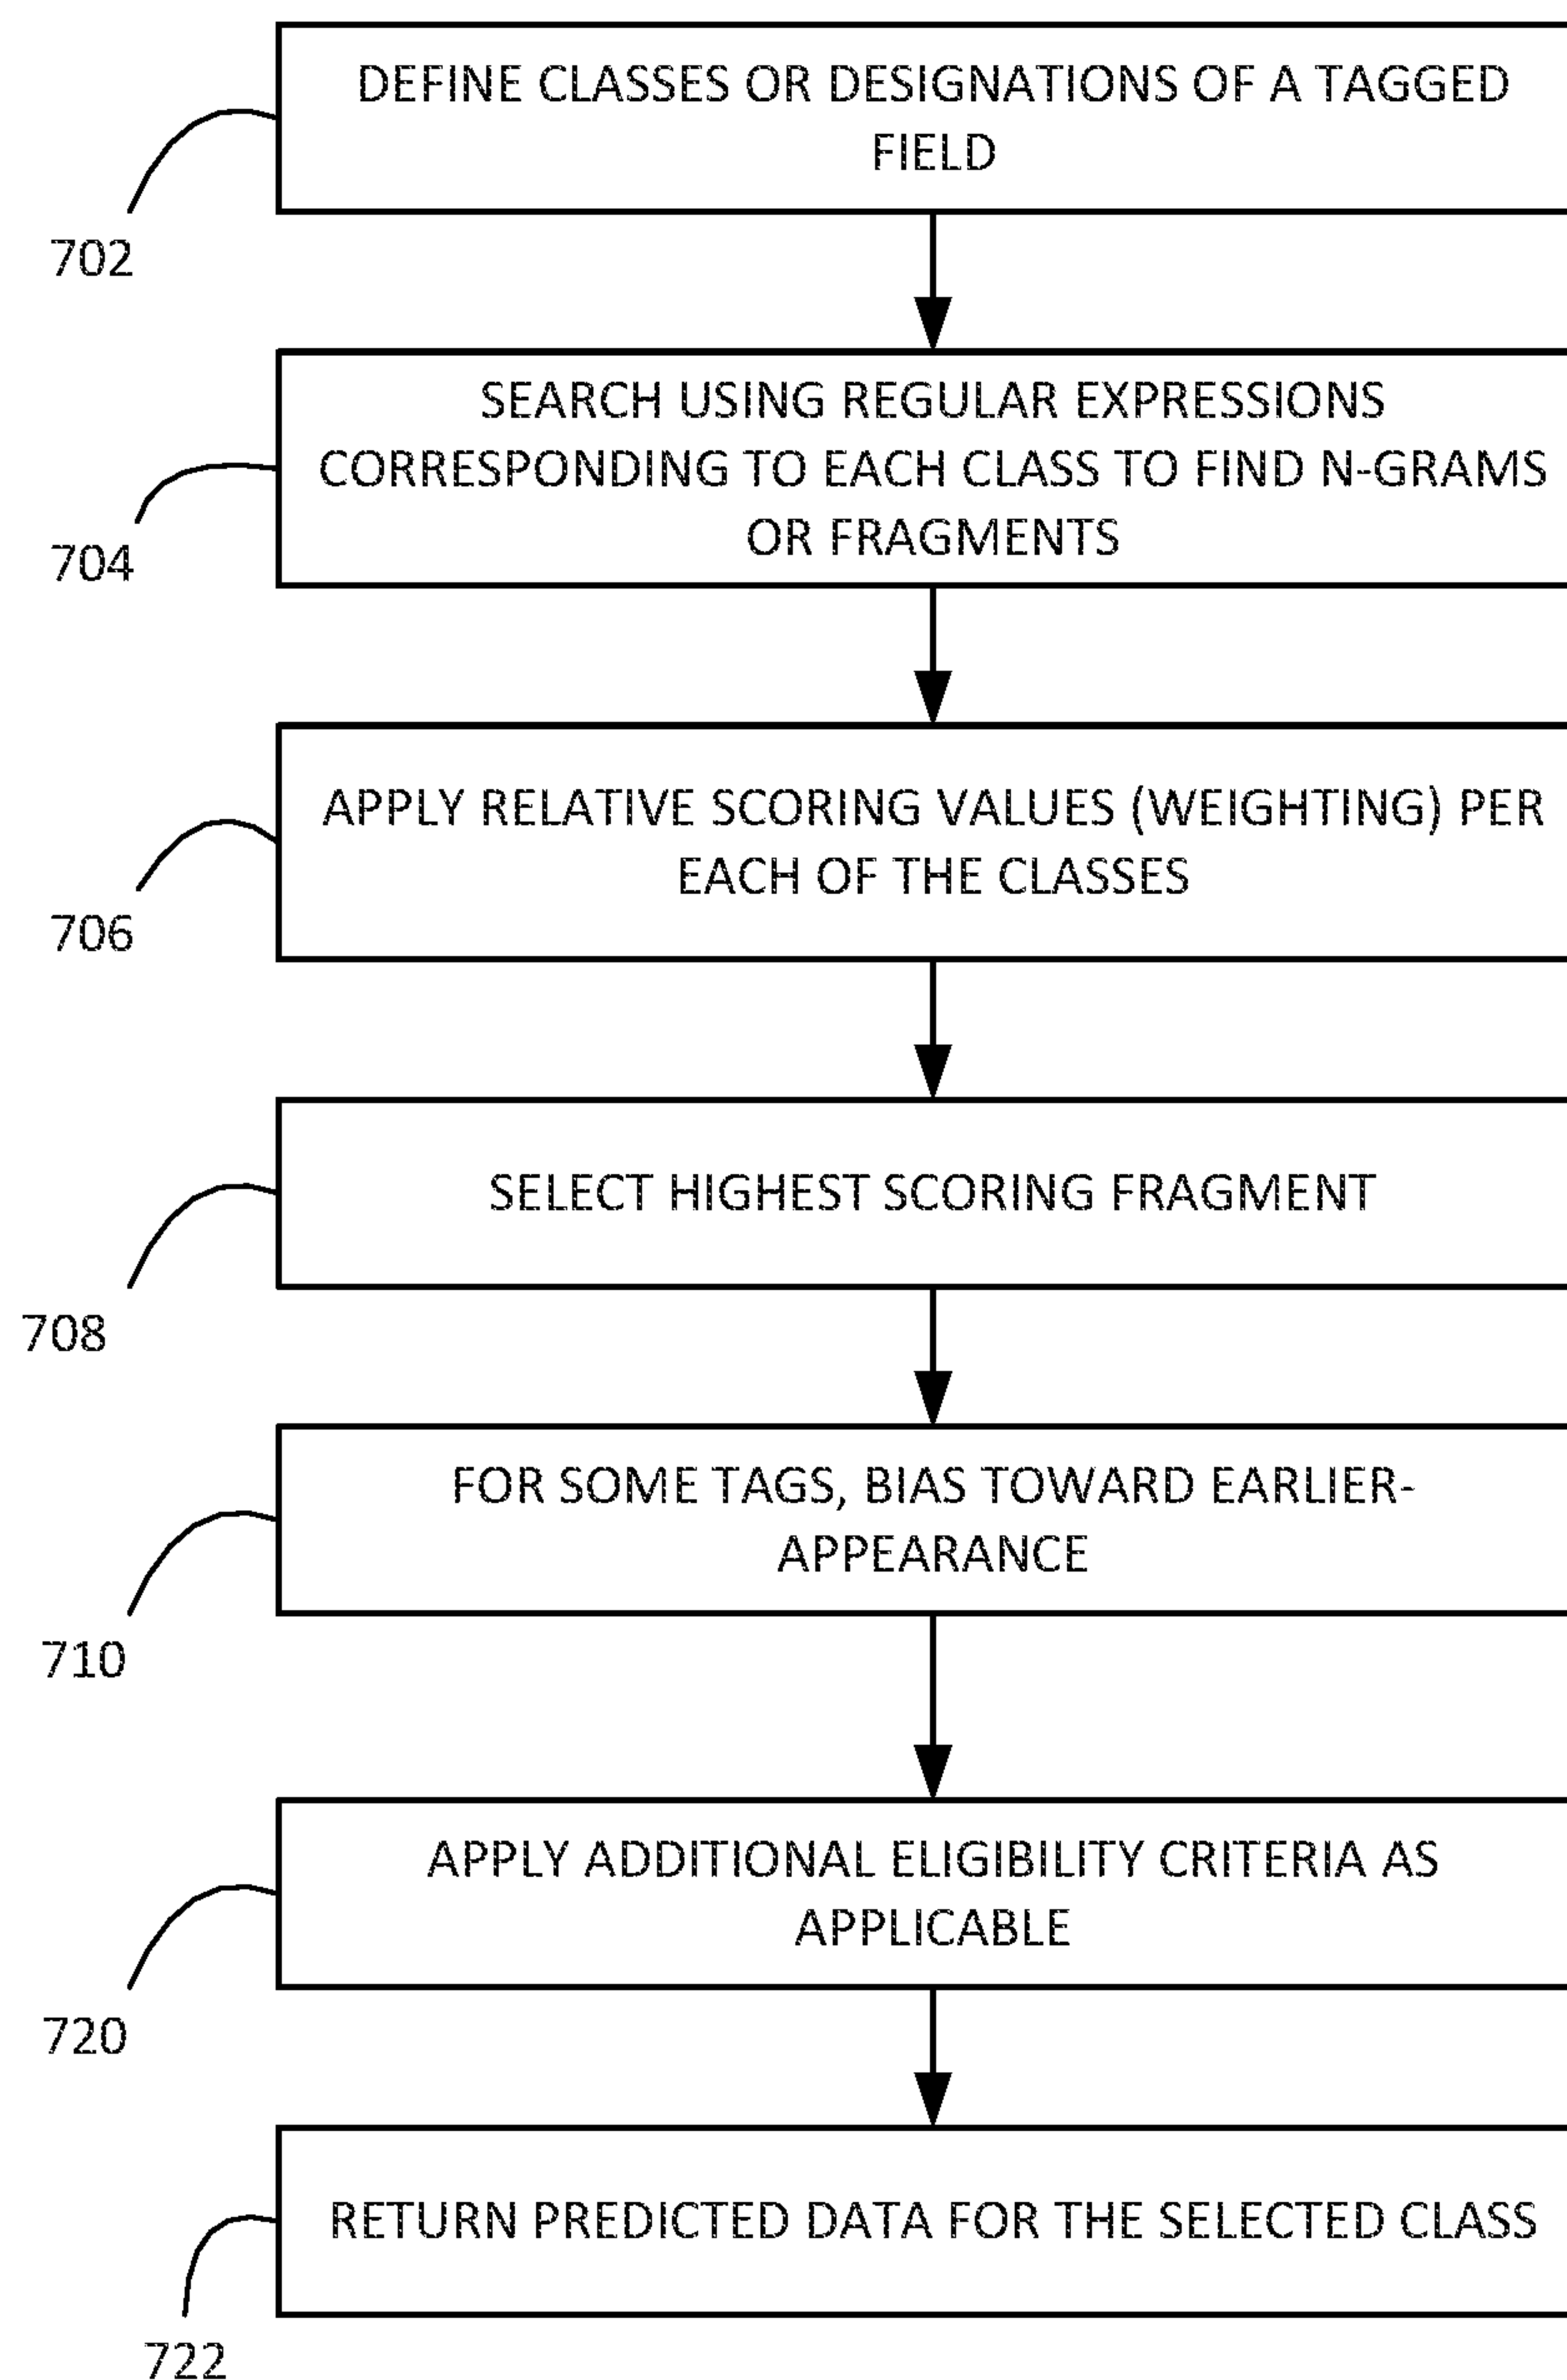 DEFINE CLASSES OR DESIGNATIONS OF A TAGGED
FIELD
702
SEARCH USING REGULAR EXPRESSIONS
CORRESPONDING TO EACH CLASS TO FIND N-GRAMS
OR FRAGMENTS
704
APPLY RELATIVE SCORING VALUES (WEIGHTING) PER
EACH OF THE CLASSES
706
SELECT HIGHEST SCORING FRAGMENT
708
FOR SOME TAGS, BIAS TOWARD EARLIER-
APPEARANCE
710
APPLY ADDITIONAL ELIGIBILITY CRITERIA AS
APPLICABLE
720
RETURN PREDICTED DATA FOR THE SELECTED CLASS
722